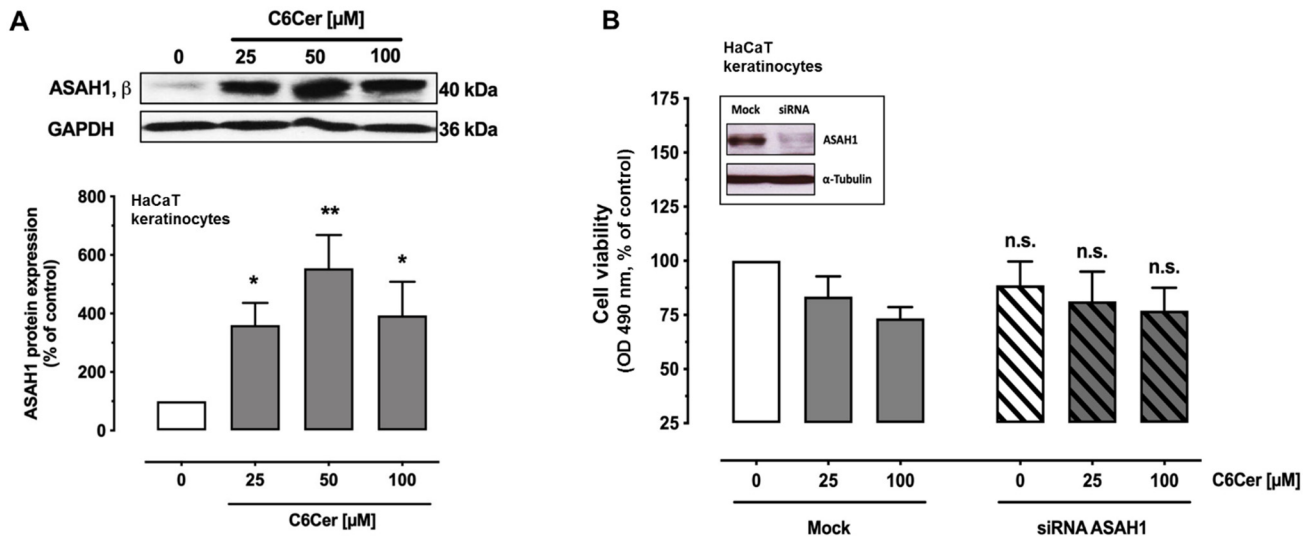 A
C6Cer [µM]
0 25 50 100
ASAH1, β 40 kDa
GAPDH 36 kDa
HaCaT
keratinocytes
ASAH1 protein expression
(% of control)
800
600
400
200
0
* ** *
0 25 50 100
C6Cer [µM]
B
HaCaT
keratinocytes
Mock siRNA
ASAH1
α-Tubulin
Cell viability
(OD 490 nm, % of control)
175
150
125
100
75
50
25
n.s. n.s. n.s.
0 25 100 0 25 100 C6Cer [µM]
Mock siRNA ASAH1